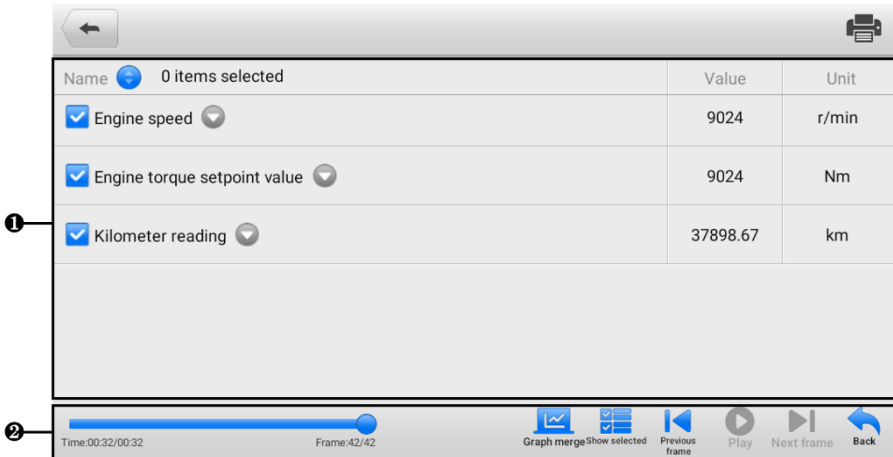 Name 0 items selected Value Unit
Engine speed 9024 r/min
Engine torque setpoint value 9024 Nm
❶
Kilometer reading 37898.67 km
❷
Time:00:32/00:32 Frame:42/42 Graph merge Show selected Previous frame Play Next frame Back